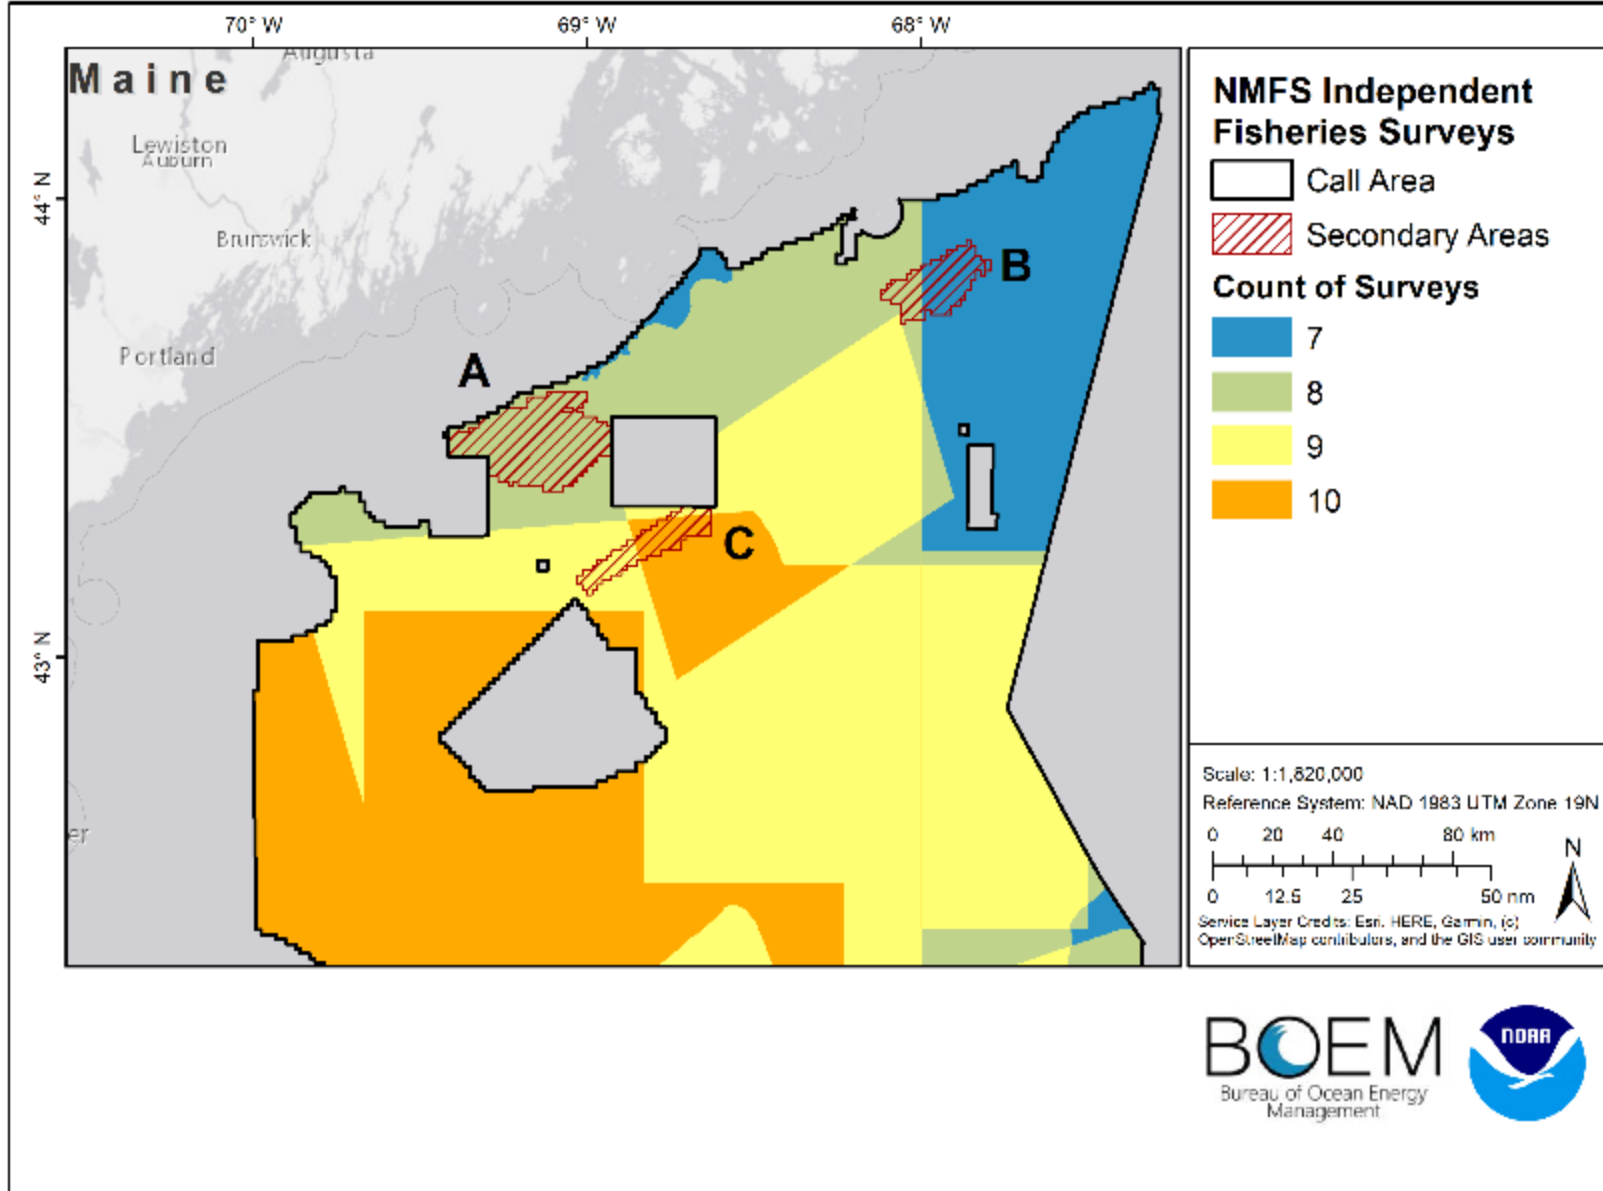 70° W
69° W
68° W
Augusta
Maine
Lewiston
Auburn
44° N
Brunswick
B
Portland
A
C
43° N
er
NMFS Independent
Fisheries Surveys
Call Area
Secondary Areas
Count of Surveys
7
8
9
10
Scale: 1:1,820,000
Reference System: NAD 1983 UTM Zone 19N
0 20 40 80 km
N
0 12.5 25 50 nm
Service Layer Credits: Esri, HERE, Garmin, (c)
OpenStreetMap contributors, and the GIS user community
BOEM
Bureau of Ocean Energy
Management
NOAA